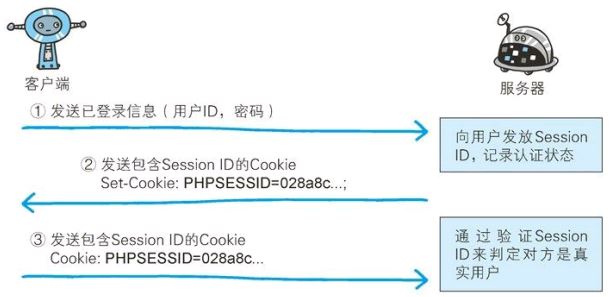 客户端
服务器
① 发送已登录信息（用户ID，密码）
向用户发放Session
ID，记录认证状态
② 发送包含Session ID的Cookie
Set-Cookie: PHPSESSID=028a8c…;
③ 发送包含Session ID的Cookie
Cookie: PHPSESSID=028a8c…
通过验证Session
ID来判定对方是真
实用户